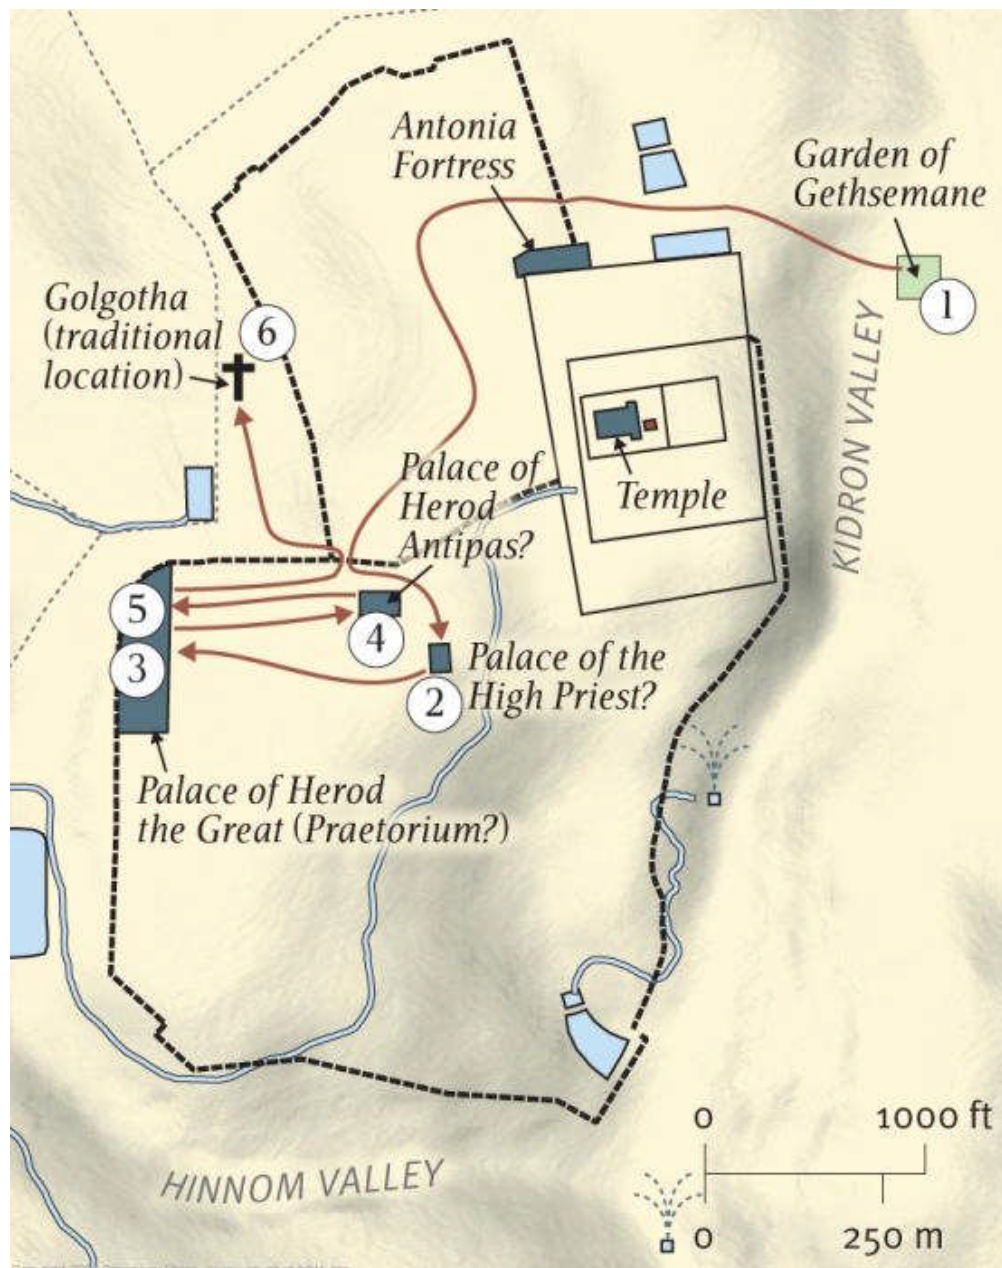 Antonia
Fortress
Garden of
Gethsemane
1
Golgotha
(traditional
location)
6
KIDRON VALLEY
Palace of
Herod
Antipas?
Temple
5
4
3
2
Palace of the
High Priest?
Palace of Herod
the Great (Praetorium?)
HINNOM VALLEY
0
1000 ft
0
250 m